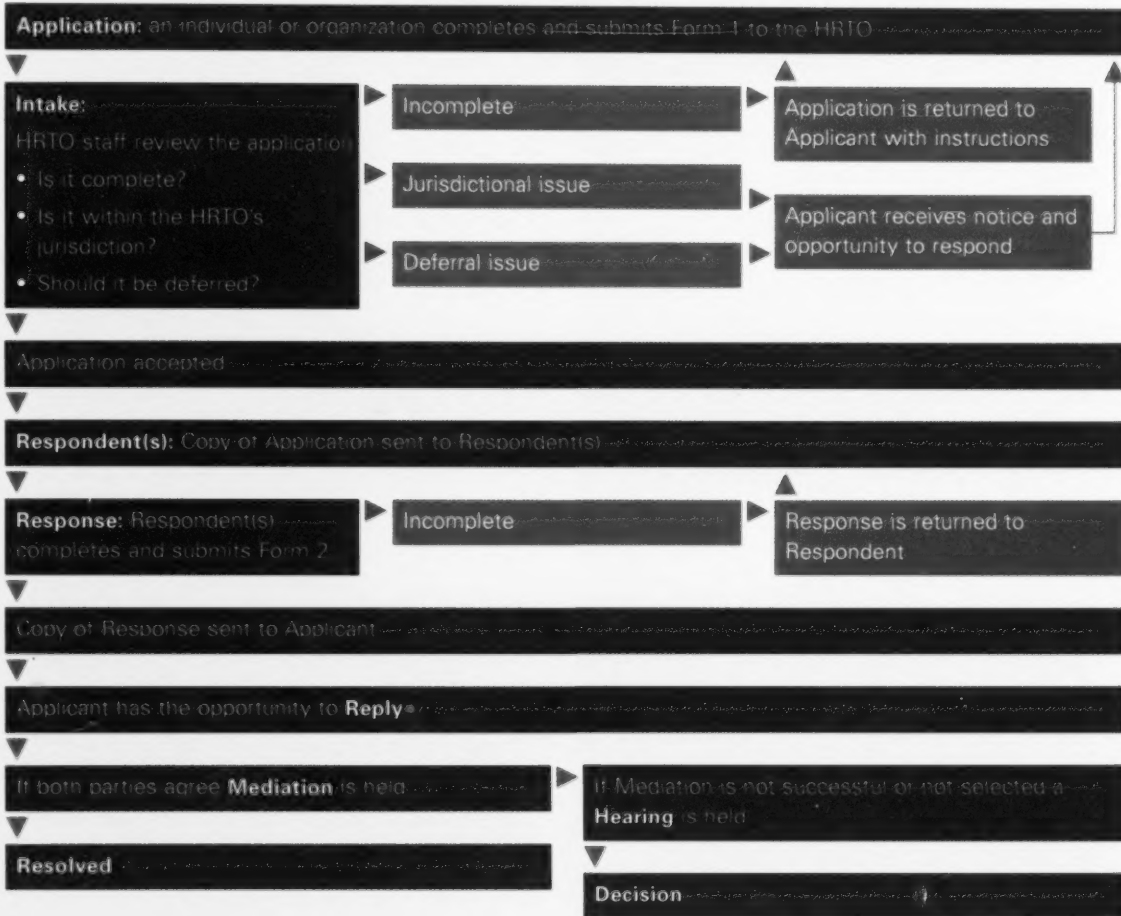 Application: an individual or organization completes and submits Form 1 to the HRTO
Intake:
HRTO staff review the application
• Is it complete?
• Is it within the HRTO's
jurisdiction?
• Should it be deferred?
Incomplete
Jurisdictional issue
Deferral issue
Application is returned to
Applicant with instructions
Applicant receives notice and
opportunity to respond
Application accepted
Respondent(s): Copy of Application sent to Respondent(s)
Response: Respondent(s)
completes and submits Form 2
Incomplete
Response is returned to
Respondent
Copy of Response sent to Applicant
Applicant has the opportunity to Reply
If both parties agree Mediation is held
Resolved
If Mediation is not successful or not selected a
Hearing is held
Decision